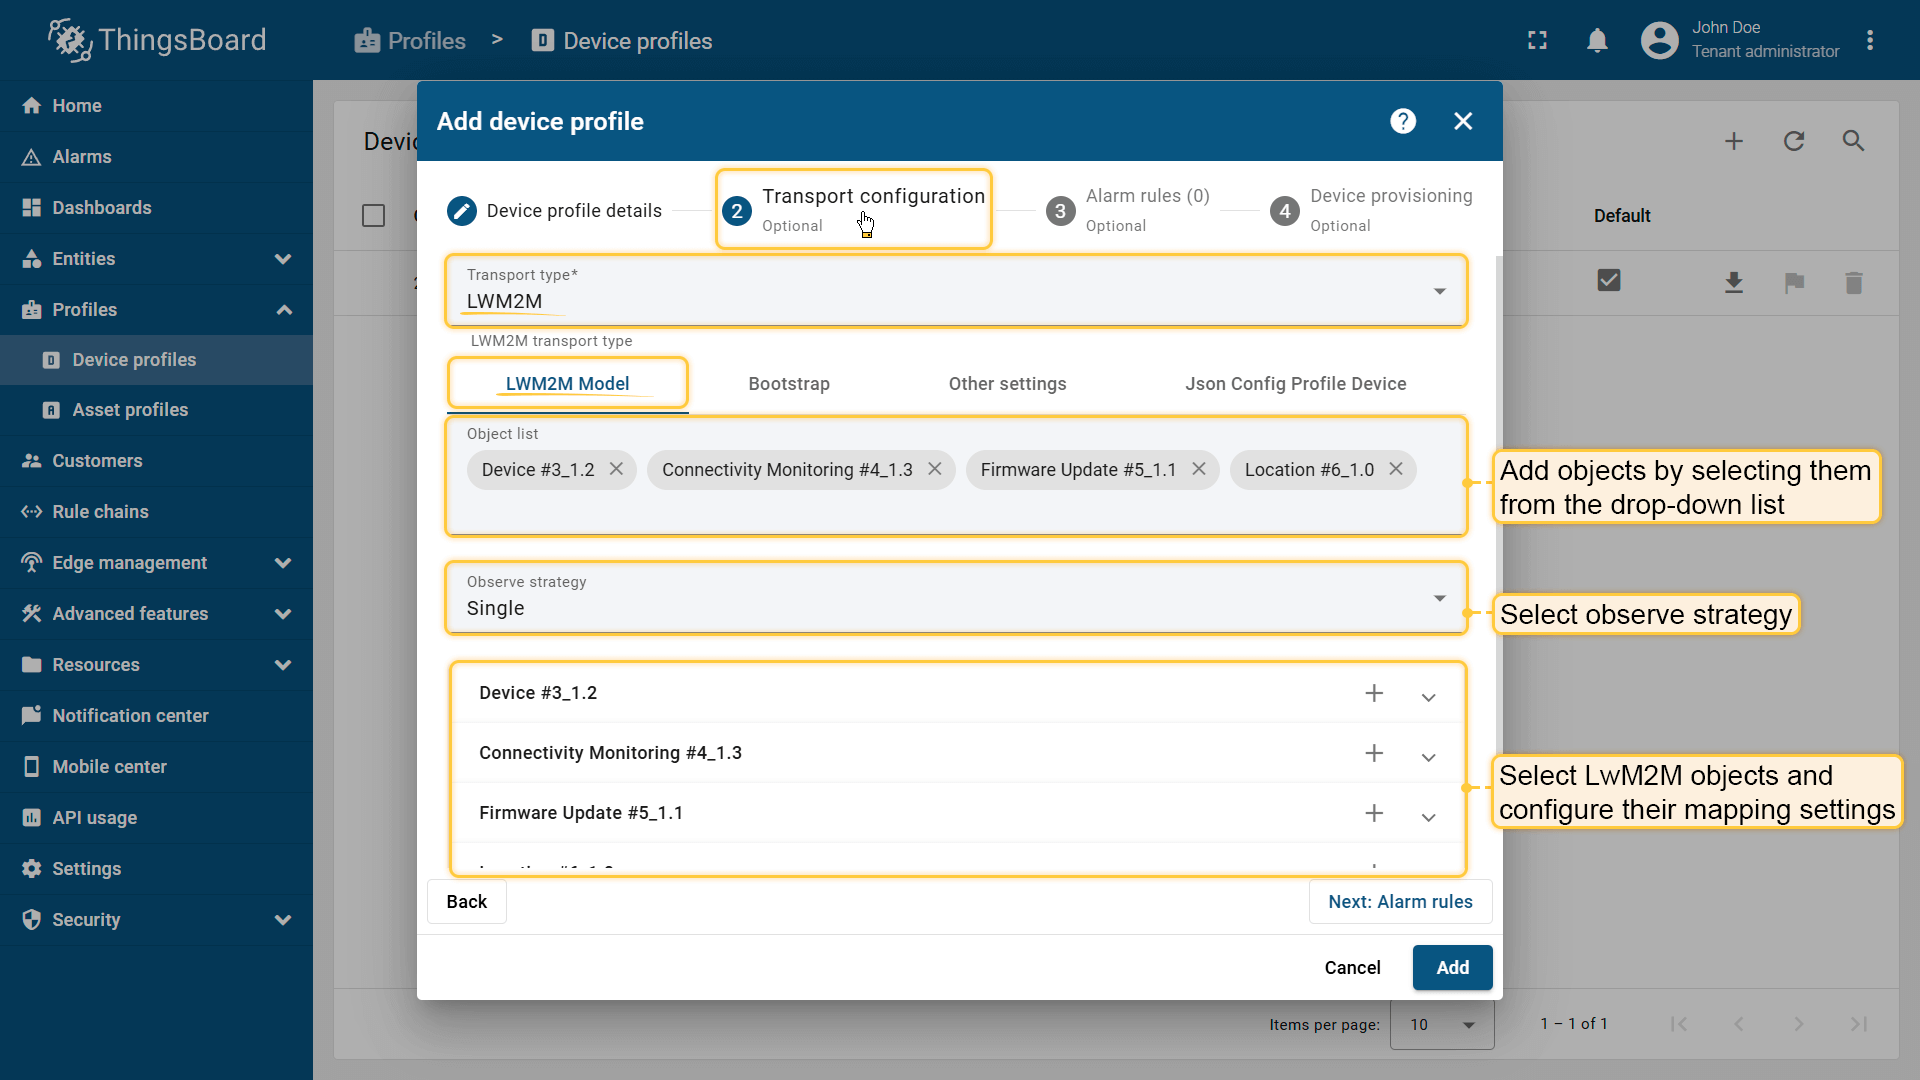 ThingsBoard
Profiles > Device profiles
John Doe
Tenant administrator
Home
Alarms
Dashboards
Entities
Profiles
Device profiles
Asset profiles
Customers
Rule chains
Edge management
Advanced features
Resources
Notification center
Mobile center
API usage
Settings
Security
Default
Add device profile
Device profile details
2 Transport configuration
Optional
3 Alarm rules (0)
Optional
4 Device provisioning
Optional
Transport type*
LWM2M
LWM2M transport type
LWM2M Model Bootstrap Other settings Json Config Profile Device
Object list
Device #3_1.2 Connectivity Monitoring #4_1.3 Firmware Update #5_1.1 Location #6_1.0
Add objects by selecting them
from the drop-down list
Observe strategy
Single
Select observe strategy
Device #3_1.2
Connectivity Monitoring #4_1.3
Firmware Update #5_1.1
Select LwM2M objects and
configure their mapping settings
Back Next: Alarm rules
Cancel Add
Items per page: 10 1 – 1 of 1